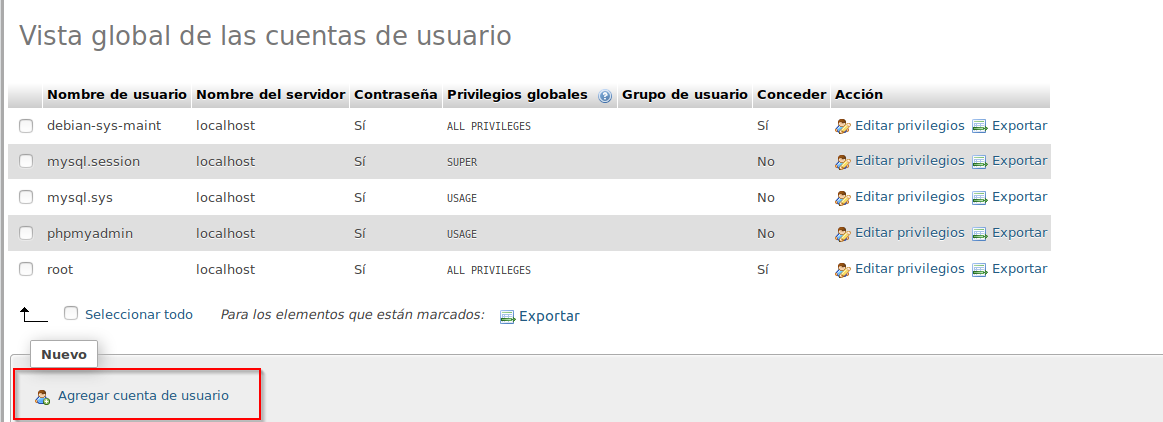 Vista global de las cuentas de usuario
Nombre de usuario Nombre del servidor Contraseña Privilegios globales Grupo de usuario Conceder Acción
debian-sys-maint localhost Sí ALL PRIVILEGES Sí Editar privilegios Exportar
mysql.session localhost Sí SUPER No Editar privilegios Exportar
mysql.sys localhost Sí USAGE No Editar privilegios Exportar
phpmyadmin localhost Sí USAGE No Editar privilegios Exportar
root localhost Sí ALL PRIVILEGES Sí Editar privilegios Exportar
Seleccionar todo Para los elementos que están marcados: Exportar
Nuevo
Agregar cuenta de usuario